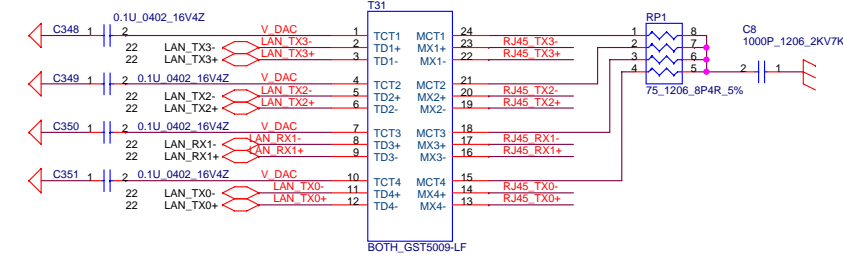 T31
0.1U_0402_16V4Z
C348 1 2 V_DAC 1 TCT1 MCT1 24
22 LAN_TX3- LAN_TX3- 2 TD1+ MX1+ 23 RJ45_TX3-
22 LAN_TX3+ LAN_TX3+ 3 TD1- MX1- 22 RJ45_TX3+
C349 1 2 0.1U_0402_16V4Z V_DAC 4 TCT2 MCT2 21
22 LAN_TX2- LAN_TX2- 5 TD2+ MX2+ 20 RJ45_TX2-
22 LAN_TX2+ LAN_TX2+ 6 TD2- MX2- 19 RJ45_TX2+
C350 1 2 0.1U_0402_16V4Z V_DAC 7 TCT3 MCT3 18
22 LAN_RX1- LAN_RX1- 8 TD3+ MX3+ 17 RJ45_RX1-
22 LAN_RX1+ LAN_RX1+ 9 TD3- MX3- 16 RJ45_RX1+
C351 1 2 0.1U_0402_16V4Z V_DAC 10 TCT4 MCT4 15
22 LAN_TX0- LAN_TX0- 11 TD4+ MX4+ 14 RJ45_TX0-
22 LAN_TX0+ LAN_TX0+ 12 TD4- MX4- 13 RJ45_TX0+
BOTH_GST5009-LF
RP1
1 8
2 7
3 6
4 5
75_1206_8P4R_5%
C8
1000P_1206_2KV7K
2 1